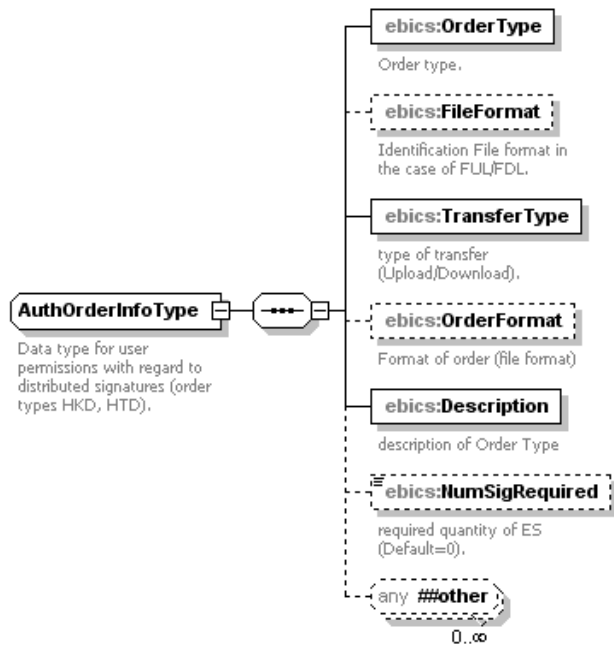 ebics:OrderType
Order type.
ebics:FileFormat
Identification File format in
the case of FUL/FDL.
ebics:TransferType
type of transfer
(Upload/Download).
AuthOrderInfoType
Data type for user
permissions with regard to
distributed signatures (order
types HKD, HTD).
ebics:OrderFormat
Format of order (file format)
ebics:Description
description of Order Type
ebics:NumSigRequired
required quantity of ES
(Default=0).
any ##other
0..∞